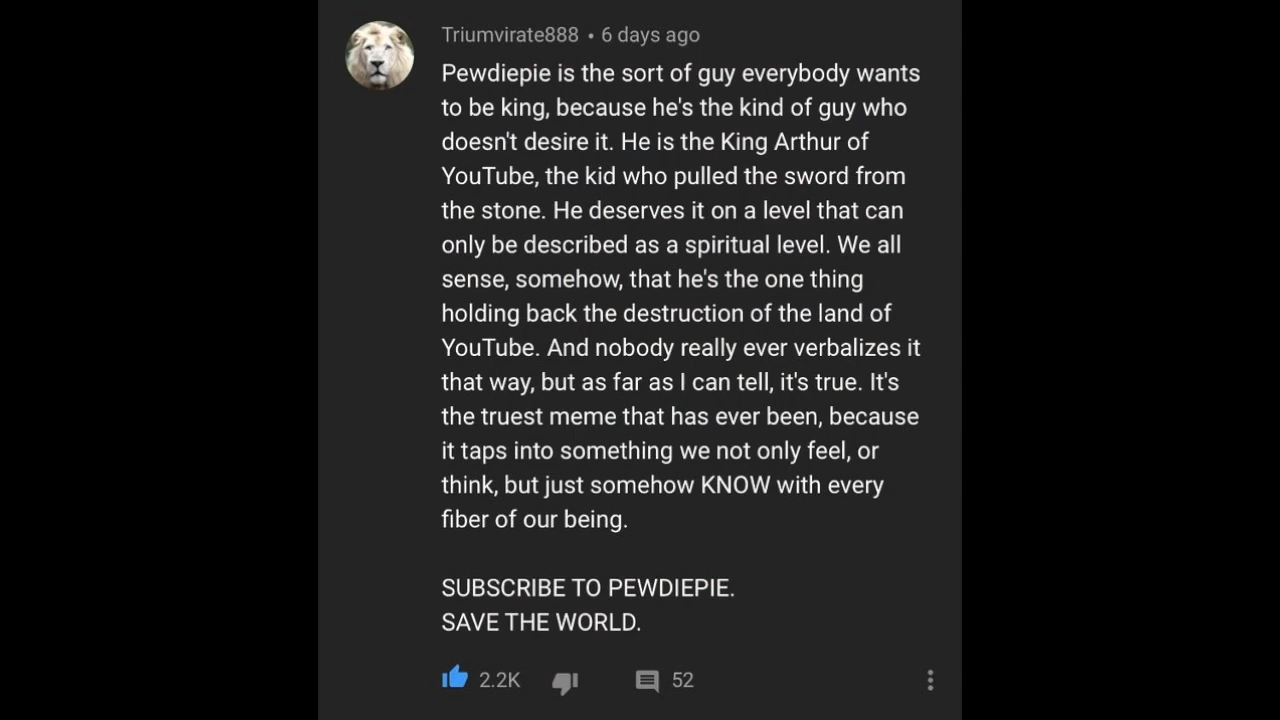 Triumvirate888 • 6 days ago
Pewdiepie is the sort of guy everybody wants
to be king, because he's the kind of guy who
doesn't desire it. He is the King Arthur of
YouTube, the kid who pulled the sword from
the stone. He deserves it on a level that can
only be described as a spiritual level. We all
sense, somehow, that he's the one thing
holding back the destruction of the land of
YouTube. And nobody really ever verbalizes it
that way, but as far as I can tell, it's true. It's
the truest meme that has ever been, because
it taps into something we not only feel, or
think, but just somehow KNOW with every
fiber of our being.
SUBSCRIBE TO PEWDIEPIE.
SAVE THE WORLD.
2.2K 52